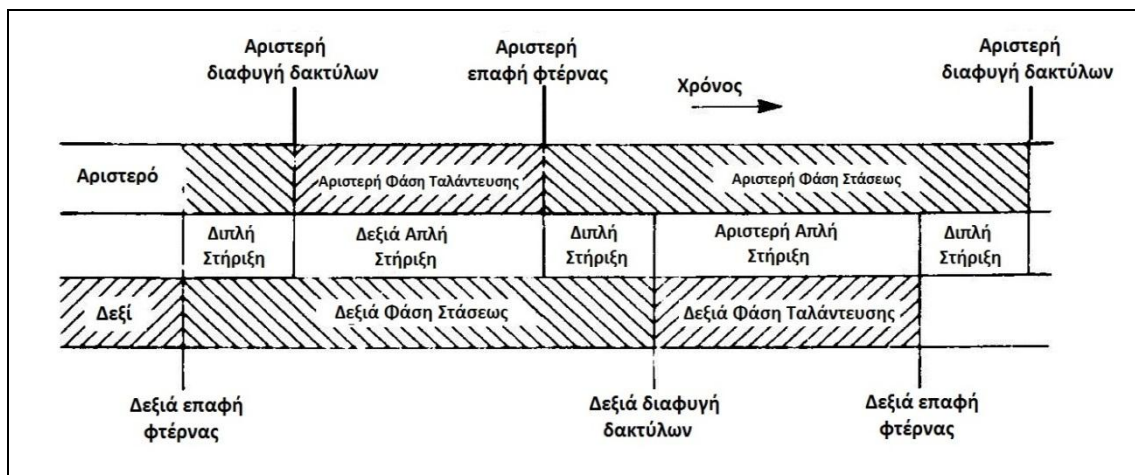 Αριστερή
διαφυγή δακτύλων
Αριστερή
επαφή φτέρνας
Χρόνος
Αριστερή
διαφυγή δακτύλων
Αριστερό
Αριστερή Φάση Ταλάντευσης
Αριστερή Φάση Στάσεως
Διπλή
Στήριξη
Δεξιά Απλή
Στήριξη
Διπλή
Στήριξη
Αριστερή Απλή
Στήριξη
Διπλή
Στήριξη
Δεξί
Δεξιά Φάση Στάσεως
Δεξιά Φάση Ταλάντευσης
Δεξιά επαφή
φτέρνας
Δεξιά διαφυγή
δακτύλων
Δεξιά επαφή
φτέρνας